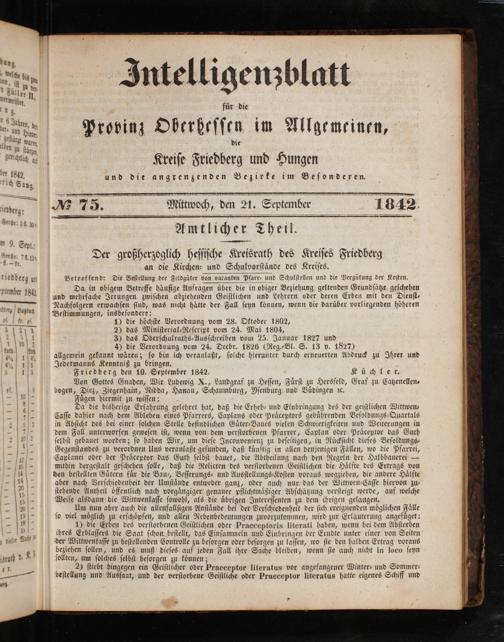 Intelligenzblatt
für die
Provinz Oberhessen im Allgemeinen,
die
Kreise Friedberg und Hungen
und die angrenzenden Bezirke im Besonderen.
№ 75. Mittwoch, den 21. September 1842
Amtlicher Theil.
Der großherzoglich hessische Kreisrath des Kreises Friedberg
an die Kirchen- und Schulvorstände des Kreises.
Betreffend: Die Bestellung der Feldgüter von vacanten Pfarr- und Schulstellen und die Vergütung der Kosten.
Da in obigem Betreffe häufige Anfragen über die in obiger Beziehung geltenden Grundsätze geschehen
und mehrfache Irrungen zwischen abziehenden Geistlichen und Lehrern oder deren Erben mit den Dienst-
Nachfolgern erwachsen sind, was nicht hätte der Fall seyn können, wenn die darüber vorliegenden höheren
Bestimmungen, insbesondere:
1) die höchste Verordnung vom 28. Oktober 1802,
2) das Ministerial-Rescript vom 24. Mai 1804,
3) das Oberschulraths-Ausschreiben vom 25. Januar 1827 und
4) die Verordnung vom 24. Octbr. 1826 (Reg.-Bl. S. 13 v. 1827)
allgemein gekannt wären; so bin ich veranlaßt, solche hierunter durch erneuerten Abdruck zu Ihrer und
Jedermanns Kenntniß zu bringen.
Friedberg den 10. September 1842. Küchler.
Von Gottes Gnaden, Wir Ludewig X., Landgraf zu Hessen, Fürst zu Hersfeld, Graf zu Catzenellen-
bogen, Diez, Ziegenhain, Nidda, Hanau, Schaumburg, Ysenburg und Büdingen ꝛc.
Fügen hiermit zu wissen:
Da die bisherige Erfahrung gelehrt hat, daß die Erheb- und Einbringung des der geistlichen Wittwen-
Casse dahier nach dem Ableben eines Pfarrers, Caplans oder Präceptors gebührenden Besoldungs-Quartals
in Absicht des bei einer solchen Stelle befindlichen Güter-Baues vielen Schwierigkeiten und Weiterungen in
dem Fall unterworfen gewesen ist, wenn von dem verstorbenen Pfarrer, Caplan oder Präceptor das Gut
selbst gebauet worden; so haben Wir, um diese Inconvenienz zu beseitigen, in Rücksicht dieses Besoldungs-
Gegenstandes zu verordnen Uns veranlaßt gefunden, daß künftig in allen denjenigen Fällen, wo die Pfarrei,
Caplanei oder der Präceptor das Guth selbst bauet, die Abtheilung nach den Regeln der Halbbauerei —
mithin dergestalt geschehen solle, daß die Relicten des verstorbenen Geistlichen die Hälfte des Ertrags von
den bestellten Gütern für die Bau-, Besserungs- und Ausstellungs-Kosten voraus wegziehen, die andere Hälfte
aber nach Verschiedenheit der Umstände entweder ganz, oder auch nur das der Wittwen-Casse hiervon zu-
stehende Antheil öffentlich nach vorgängiger genauer pflichtmäßiger Abschätzung versteigt werde, auf welche
Weise alsdann die Wittwenkasse sowohl, als die übrigen Interessenten zu dem ihrigen gelangen.
Um nun aber auch die allenfallsigen Anstände bei der Verschiedenheit der sich ereignenden möglichen Fälle
so viel möglich zu erschöpfen, und allen Nebenberechnungen vorzubeugen, wird zur Erläuterung angefüget:
1) die Erben des verstorbenen Geistlichen oder Praeceptoris literati haben, wenn bei dem Absterben
ihres Erblassers die Saat schon bestellt, das Einsammeln und Einbringen der Erndte unter einer von Seiten
der Wittwenkasse zu bestellenden Controlle zu besorgen oder besorgen zu lassen, wo sie den halben Ertrag voraus
beziehen sollen, und es muß dieses auf jeden Fall ihre Sache bleiben, wenn sie auch nicht in loco seyn
sollten, um solches selbst besorgen zu können;
2) stirbt hingegen ein Geistlicher oder Praeceptor literatus vor angefangener Winter- und Sommer-
bestellung und Aussaat, und der verstorbene Geistliche oder Praeceptor literatus hatte eigenes Schiff und